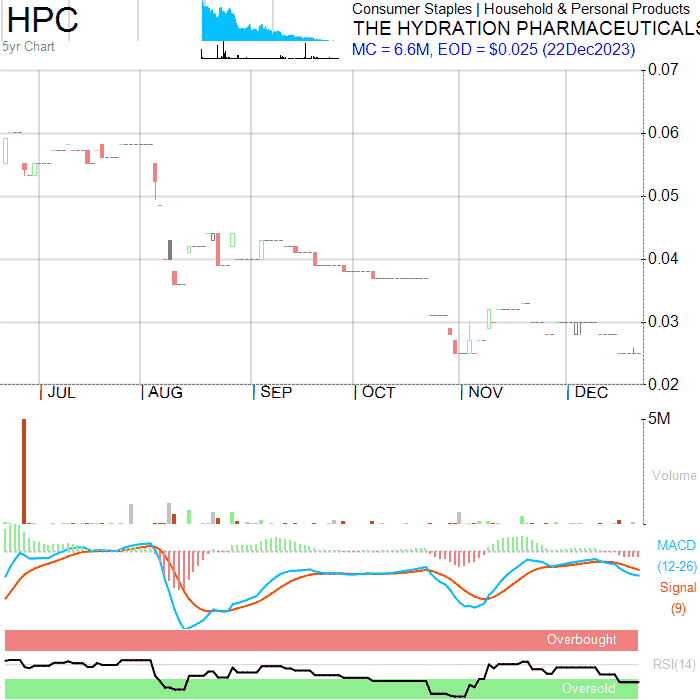 HPC
5yr Chart
Consumer Staples | Household & Personal Products
THE HYDRATION PHARMACEUTICALS
MC = 6.6M, EOD = $0.025 (22Dec2023)
0.07
0.06
0.05
0.04
0.03
0.02
JUL AUG SEP OCT NOV DEC
5M
Volume
MACD
(12-26)
Signal
(9)
Overbought
RSI(14)
Oversold